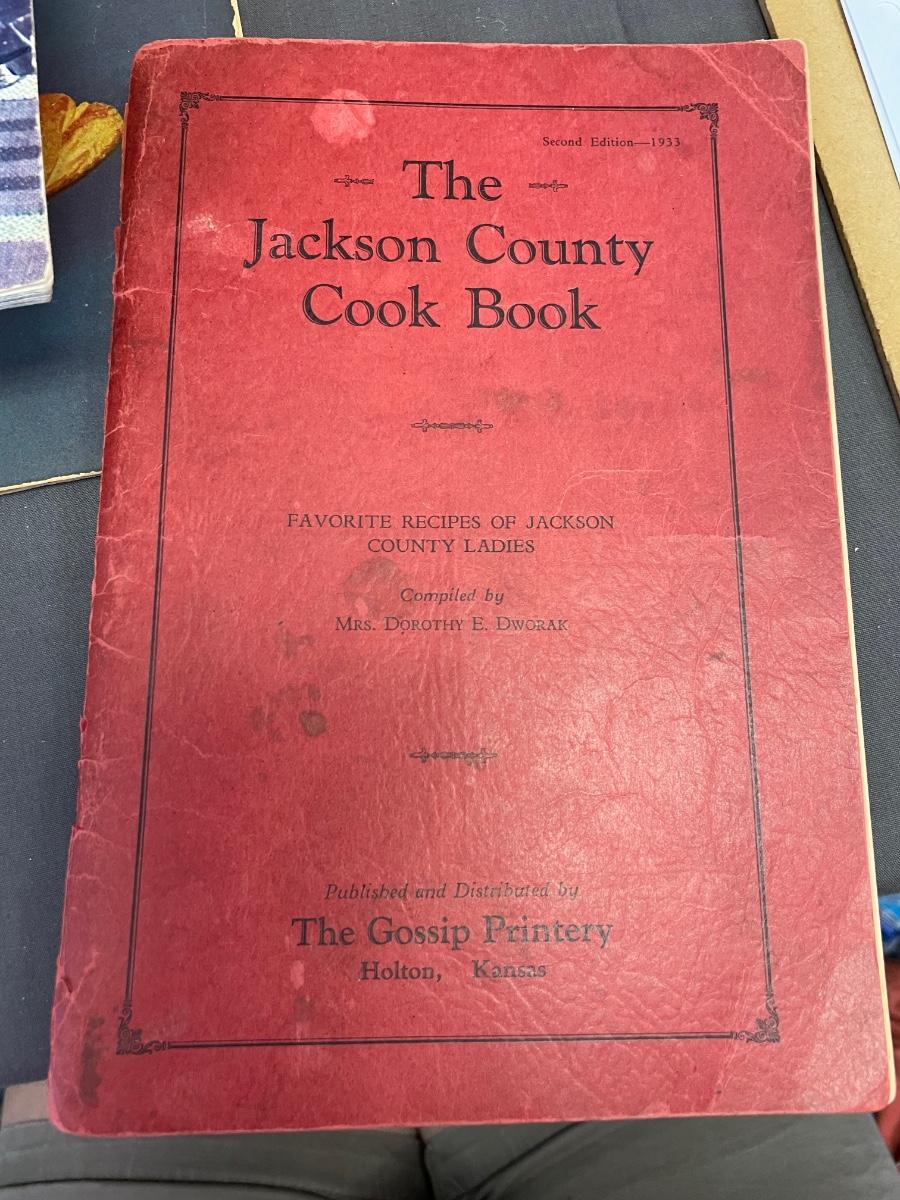 Second Edition—1933
The
Jackson County
Cook Book
FAVORITE RECIPES OF JACKSON
COUNTY LADIES
Compiled by
MRS. DOROTHY E. DWORAK
Published and Distributed by
The Gossip Printery
Holton, Kansas